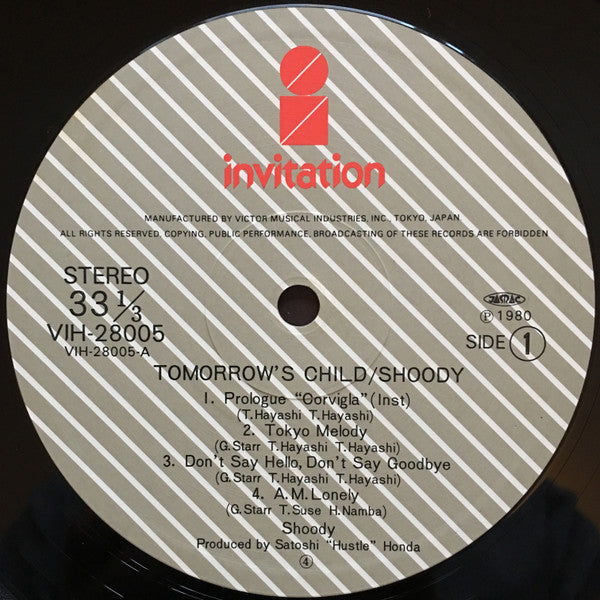 invitation
MANUFACTURED BY VICTOR MUSICAL INDUSTRIES, INC., TOKYO, JAPAN
ALL RIGHTS RESERVED. COPYING, PUBLIC PERFORMANCE, BROADCASTING OF THESE RECORDS ARE FORBIDDEN
STEREO
33 1/3
VIH-28005
VIH-28005-A
JASRAC
Ⓟ 1980
SIDE 1
TOMORROW'S CHILD/SHOODY
1. Prologue "Oorvigla" (Inst)
(T.Hayashi T.Hayashi)
2. Tokyo Melody
(G.Starr T.Hayashi T.Hayashi)
3. Don't Say Hello, Don't Say Goodbye
(G.Starr T.Hayashi T.Hayashi)
4. A.M.Lonely
(G.Starr T.Suse H.Namba)
Shoody
Produced by Satoshi "Hustle" Honda
④